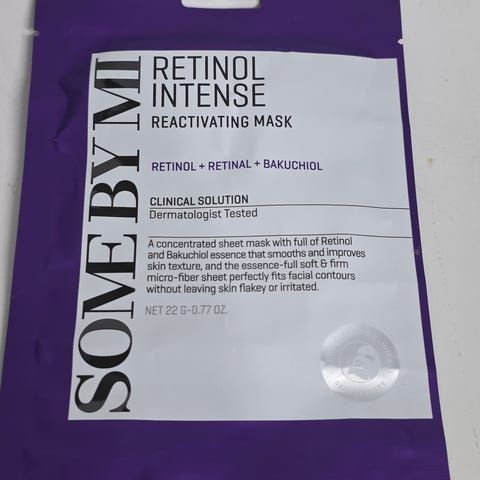 SOME BY MI
RETINOL
INTENSE
REACTIVATING MASK
RETINOL + RETINAL + BAKUCHIOL
CLINICAL SOLUTION
Dermatologist Tested
A concentrated sheet mask with full of Retinol
and Bakuchiol essence that smooths and improves
skin texture, and the essence-full soft & firm
micro-fiber sheet perfectly fits facial contours
without leaving skin flakey or irritated.
NET 22 G-0.77 OZ.